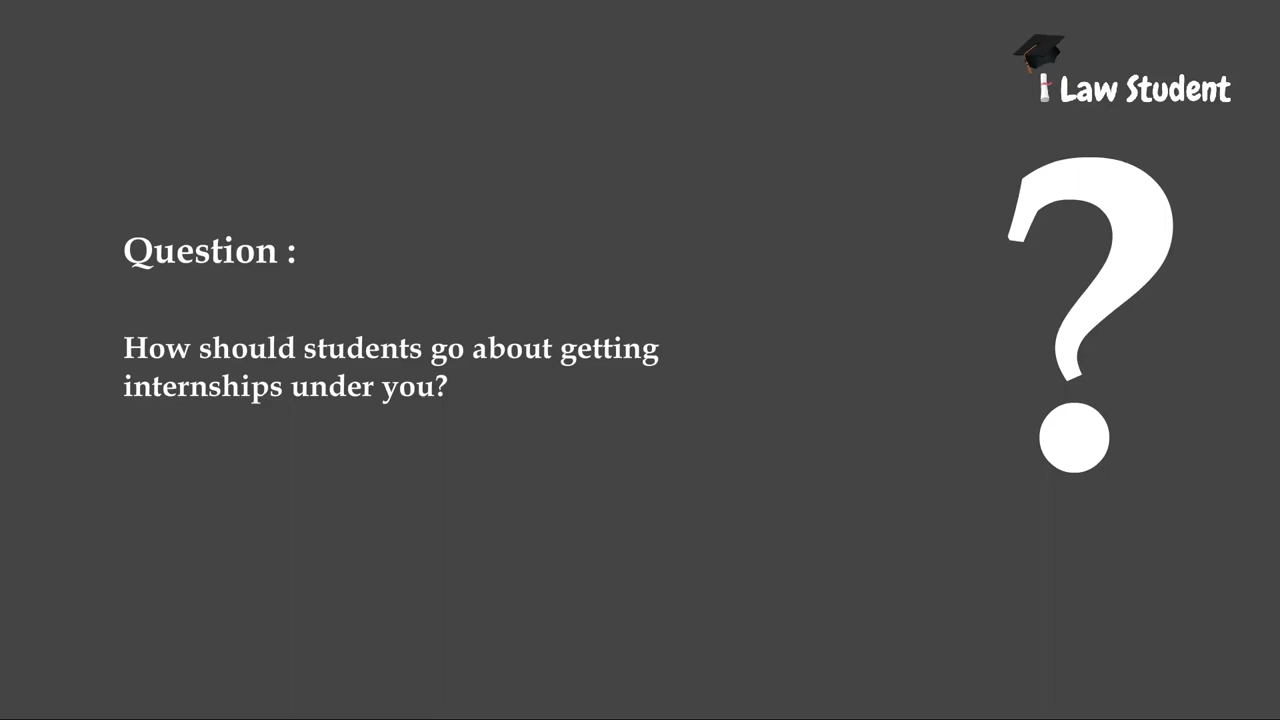 Law Student
Question :
How should students go about getting
internships under you?
?